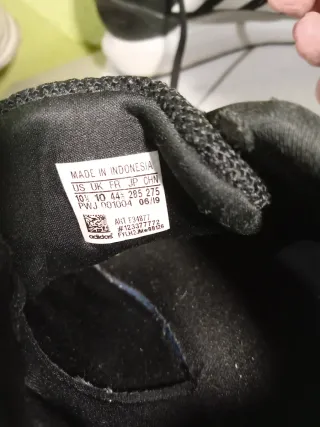 MADE IN INDONESIA
US UK FR JP CHN
10½ 10 44⅔ 285 275
PWJ 001004 06/19
ART F34877
#123377772
adidas